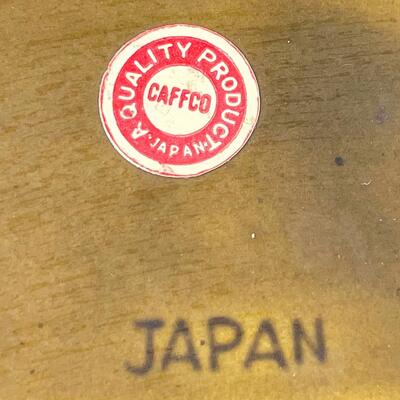 A QUALITY PRODUCT
CAFFCO
· JAPAN ·
JAPAN